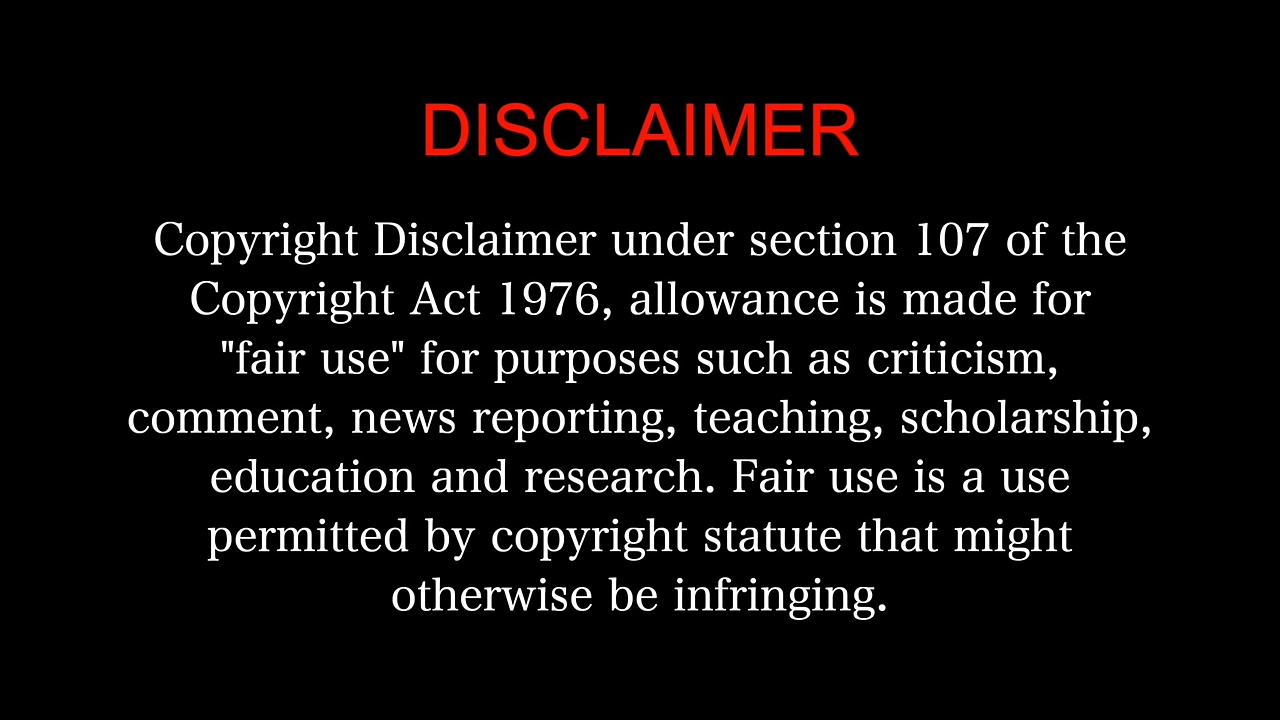 DISCLAIMER
Copyright Disclaimer under section 107 of the
Copyright Act 1976, allowance is made for
"fair use" for purposes such as criticism,
comment, news reporting, teaching, scholarship,
education and research. Fair use is a use
permitted by copyright statute that might
otherwise be infringing.